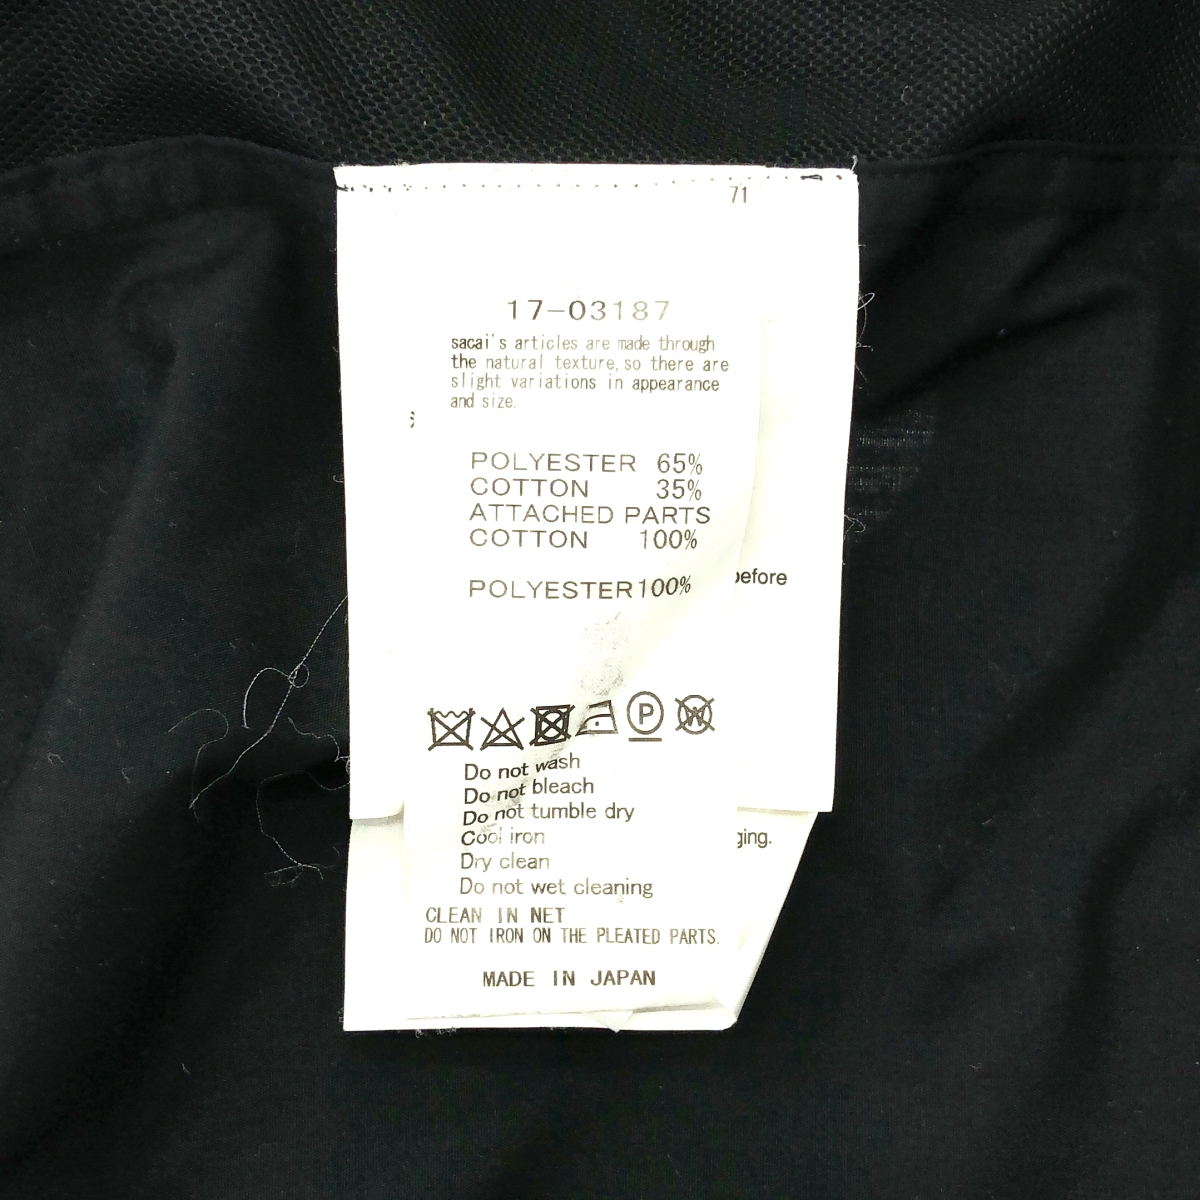 71
17-03187
sacai's articles are made through
the natural texture, so there are
slight variations in appearance
and size.
POLYESTER 65%
COTTON 35%
ATTACHED PARTS
COTTON 100%
POLYESTER 100%
before
P
W
Do not wash
Do not bleach
Do not tumble dry
Cool iron
Dry clean
Do not wet cleaning
ging.
CLEAN IN NET
DO NOT IRON ON THE PLEATED PARTS.
MADE IN JAPAN